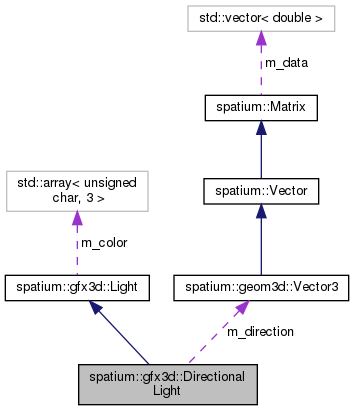 std::vector< double >
m_data
spatium::Matrix
std::array< unsigned
char, 3 >
spatium::Vector
m_color
spatium::gfx3d::Light
spatium::geom3d::Vector3
m_direction
spatium::gfx3d::Directional
Light